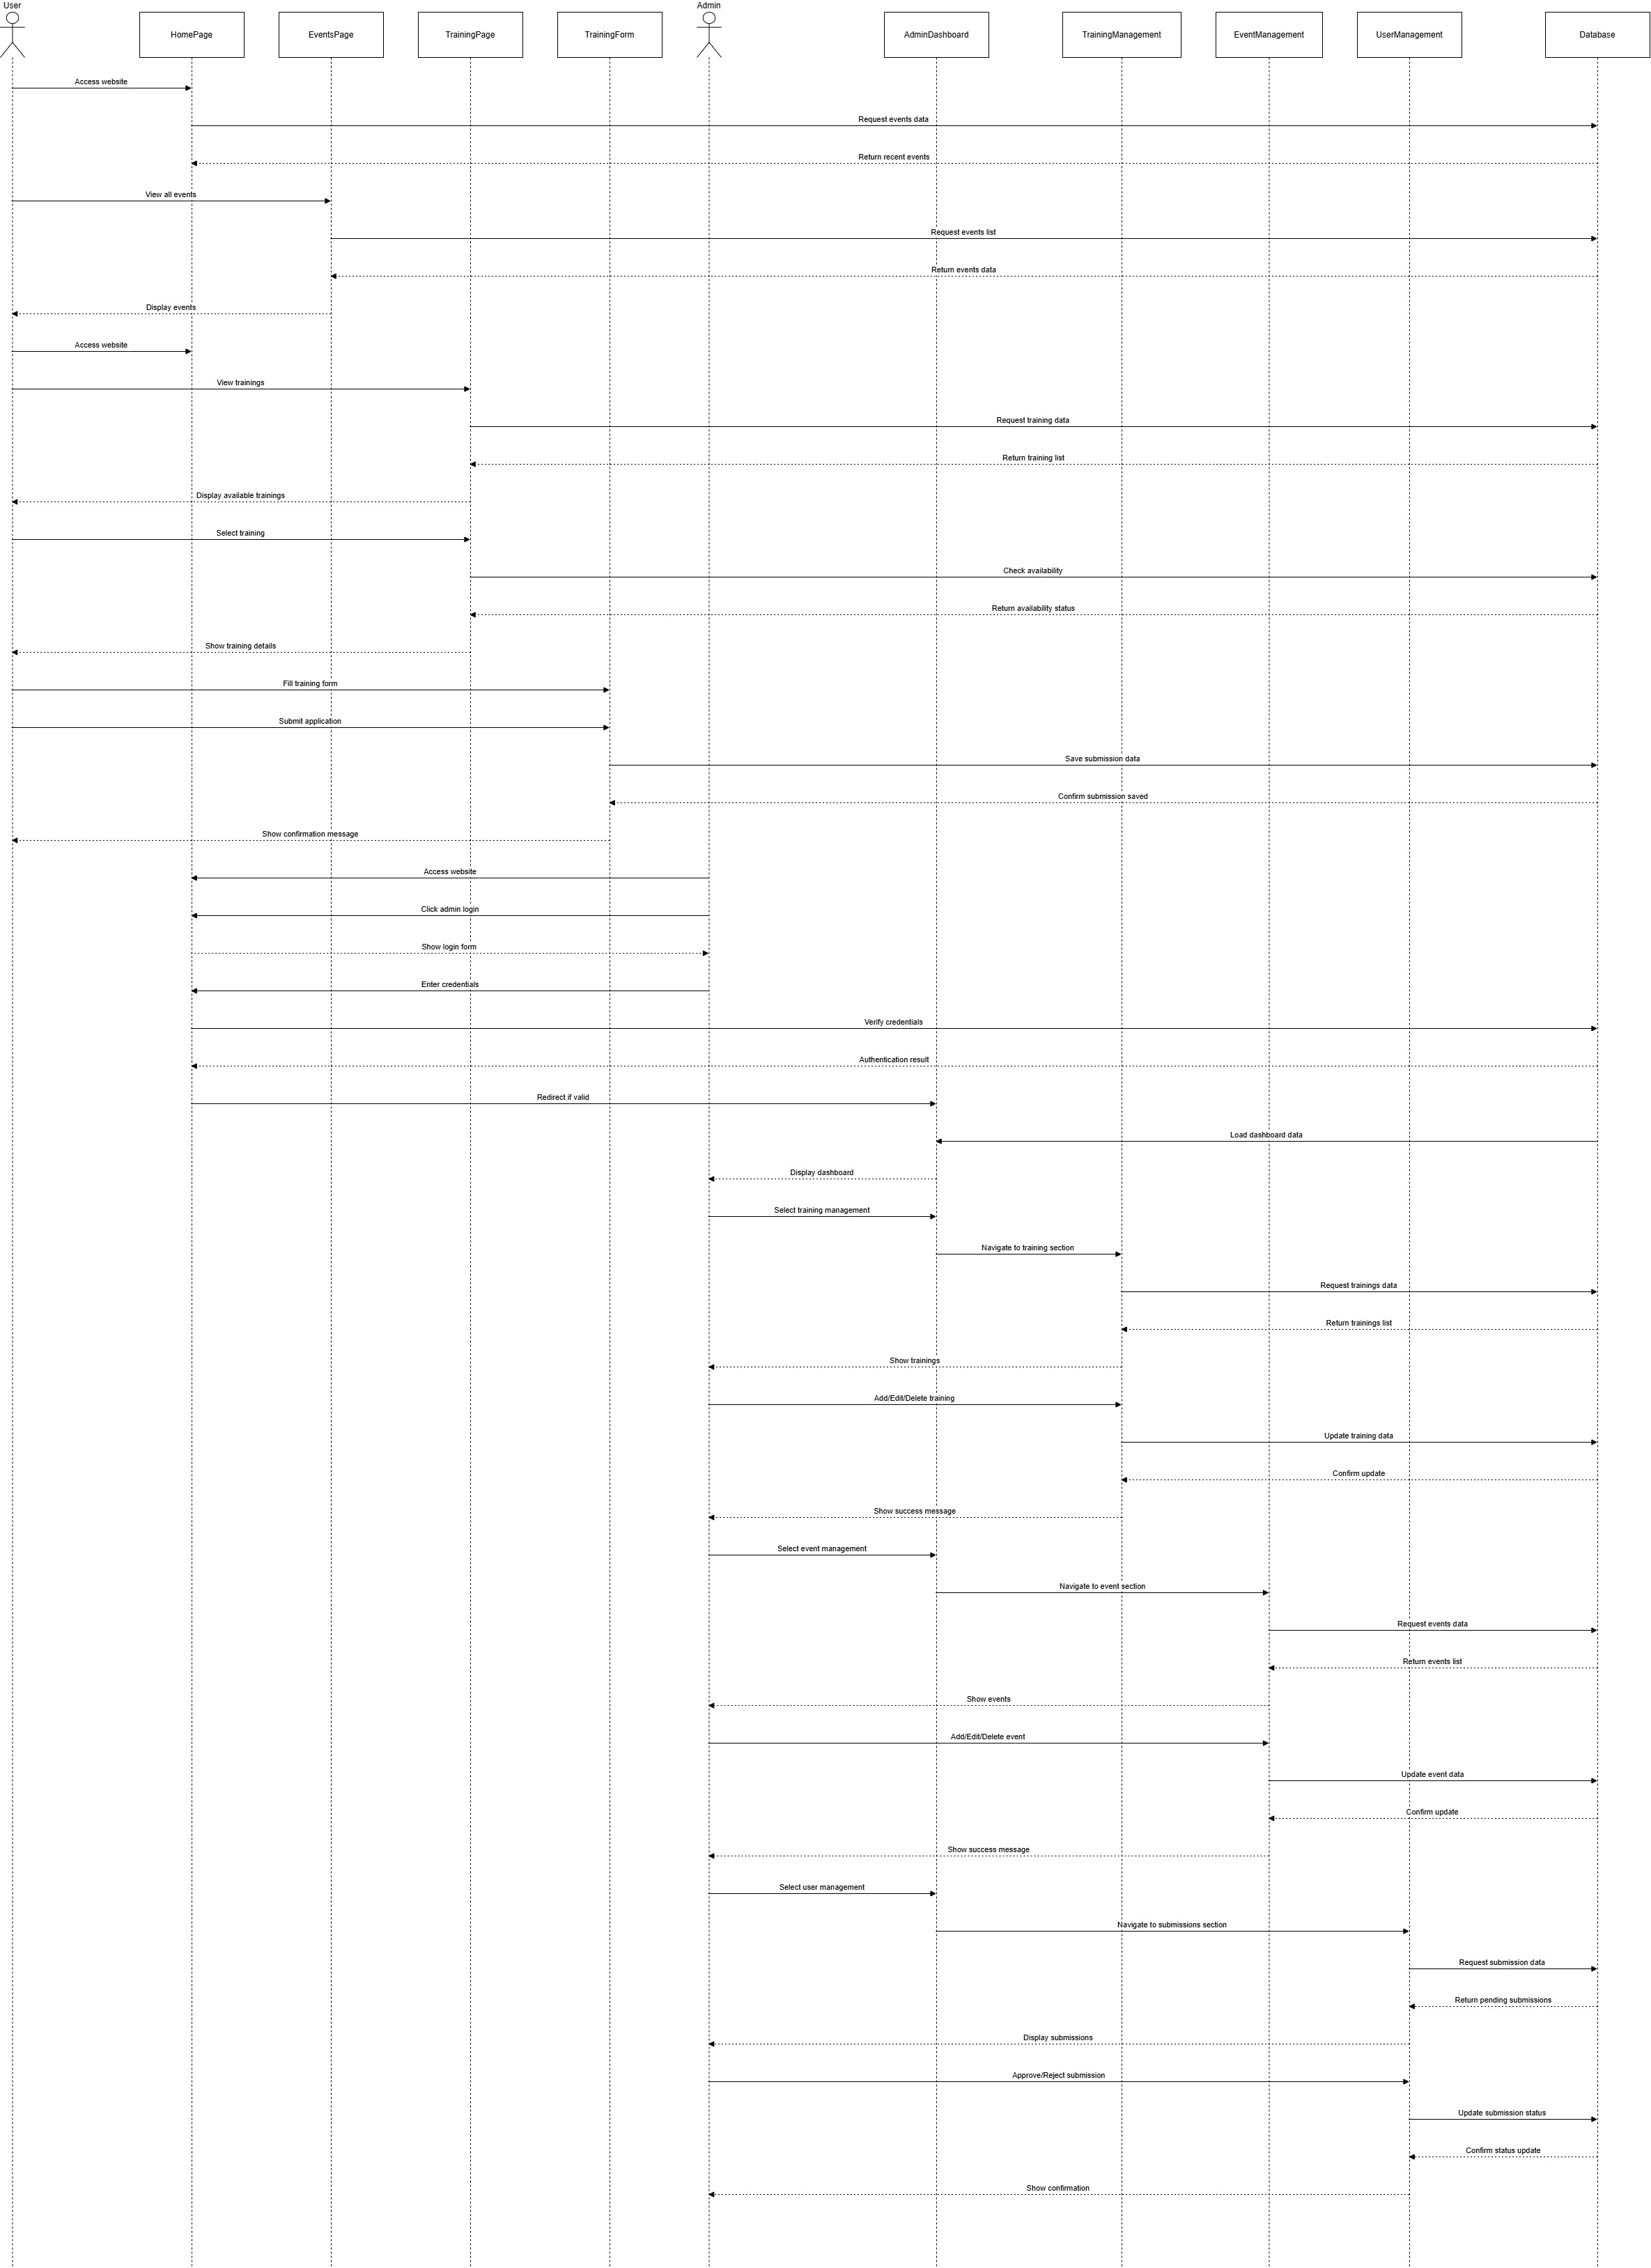 User
Admin
HomePage
EventsPage
TrainingPage
TrainingForm
AdminDashboard
TrainingManagement
EventManagement
UserManagement
Database
Access website
Request events data
Return recent events
View all events
Request events list
Return events data
Display events
Access website
View trainings
Request training data
Return training list
Display available trainings
Select training
Check availability
Return availability status
Show training details
Fill training form
Submit application
Save submission data
Confirm submission saved
Show confirmation message
Access website
Click admin login
Show login form
Enter credentials
Verify credentials
Authentication result
Redirect if valid
Load dashboard data
Display dashboard
Select training management
Navigate to training section
Request trainings data
Return trainings list
Show trainings
Add/Edit/Delete training
Update training data
Confirm update
Show success message
Select event management
Navigate to event section
Request events data
Return events list
Show events
Add/Edit/Delete event
Update event data
Confirm update
Show success message
Select user management
Navigate to submissions section
Request submission data
Return pending submissions
Display submissions
Approve/Reject submission
Update submission status
Confirm status update
Show confirmation